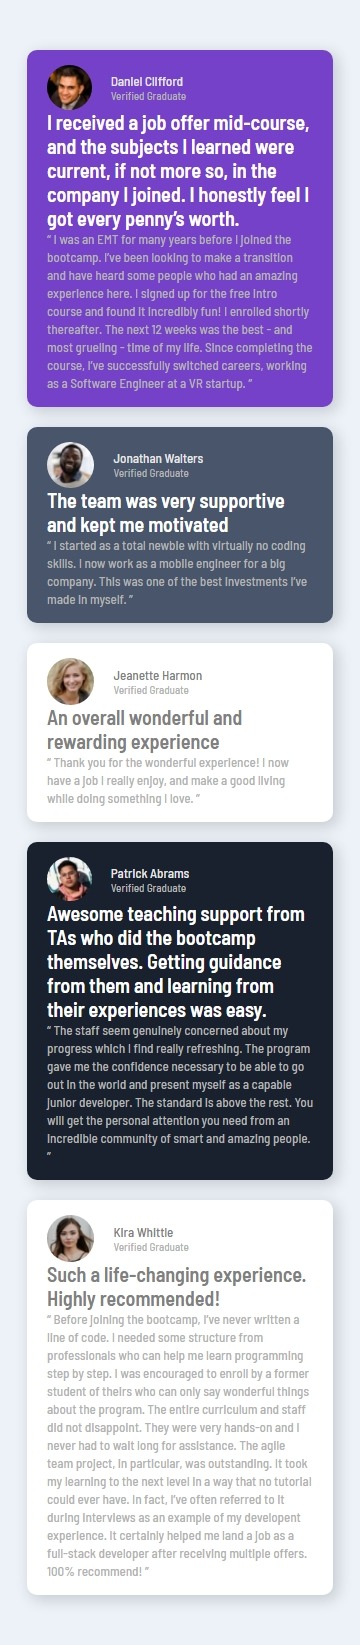 Daniel Clifford
Verified Graduate
I received a job offer mid-course,
and the subjects I learned were
current, if not more so, in the
company I joined. I honestly feel I
got every penny’s worth.
“ I was an EMT for many years before I joined the
bootcamp. I’ve been looking to make a transition
and have heard some people who had an amazing
experience here. I signed up for the free intro
course and found it incredibly fun! I enrolled shortly
thereafter. The next 12 weeks was the best - and
most grueling - time of my life. Since completing the
course, I’ve successfully switched careers, working
as a Software Engineer at a VR startup. ”
Jonathan Walters
Verified Graduate
The team was very supportive
and kept me motivated
“ I started as a total newbie with virtually no coding
skills. I now work as a mobile engineer for a big
company. This was one of the best investments I’ve
made in myself. ”
Jeanette Harmon
Verified Graduate
An overall wonderful and
rewarding experience
“ Thank you for the wonderful experience! I now
have a job I really enjoy, and make a good living
while doing something I love. ”
Patrick Abrams
Verified Graduate
Awesome teaching support from
TAs who did the bootcamp
themselves. Getting guidance
from them and learning from
their experiences was easy.
“ The staff seem genuinely concerned about my
progress which I find really refreshing. The program
gave me the confidence necessary to be able to go
out in the world and present myself as a capable
junior developer. The standard is above the rest. You
will get the personal attention you need from an
incredible community of smart and amazing people.
”
Kira Whittle
Verified Graduate
Such a life-changing experience.
Highly recommended!
“ Before joining the bootcamp, I’ve never written a
line of code. I needed some structure from
professionals who can help me learn programming
step by step. I was encouraged to enroll by a former
student of theirs who can only say wonderful things
about the program. The entire curriculum and staff
did not disappoint. They were very hands-on and I
never had to wait long for assistance. The agile
team project, in particular, was outstanding. It took
my learning to the next level in a way that no tutorial
could ever have. In fact, I’ve often referred to it
during interviews as an example of my developent
experience. It certainly helped me land a job as a
full-stack developer after receiving multiple offers.
100% recommend! ”